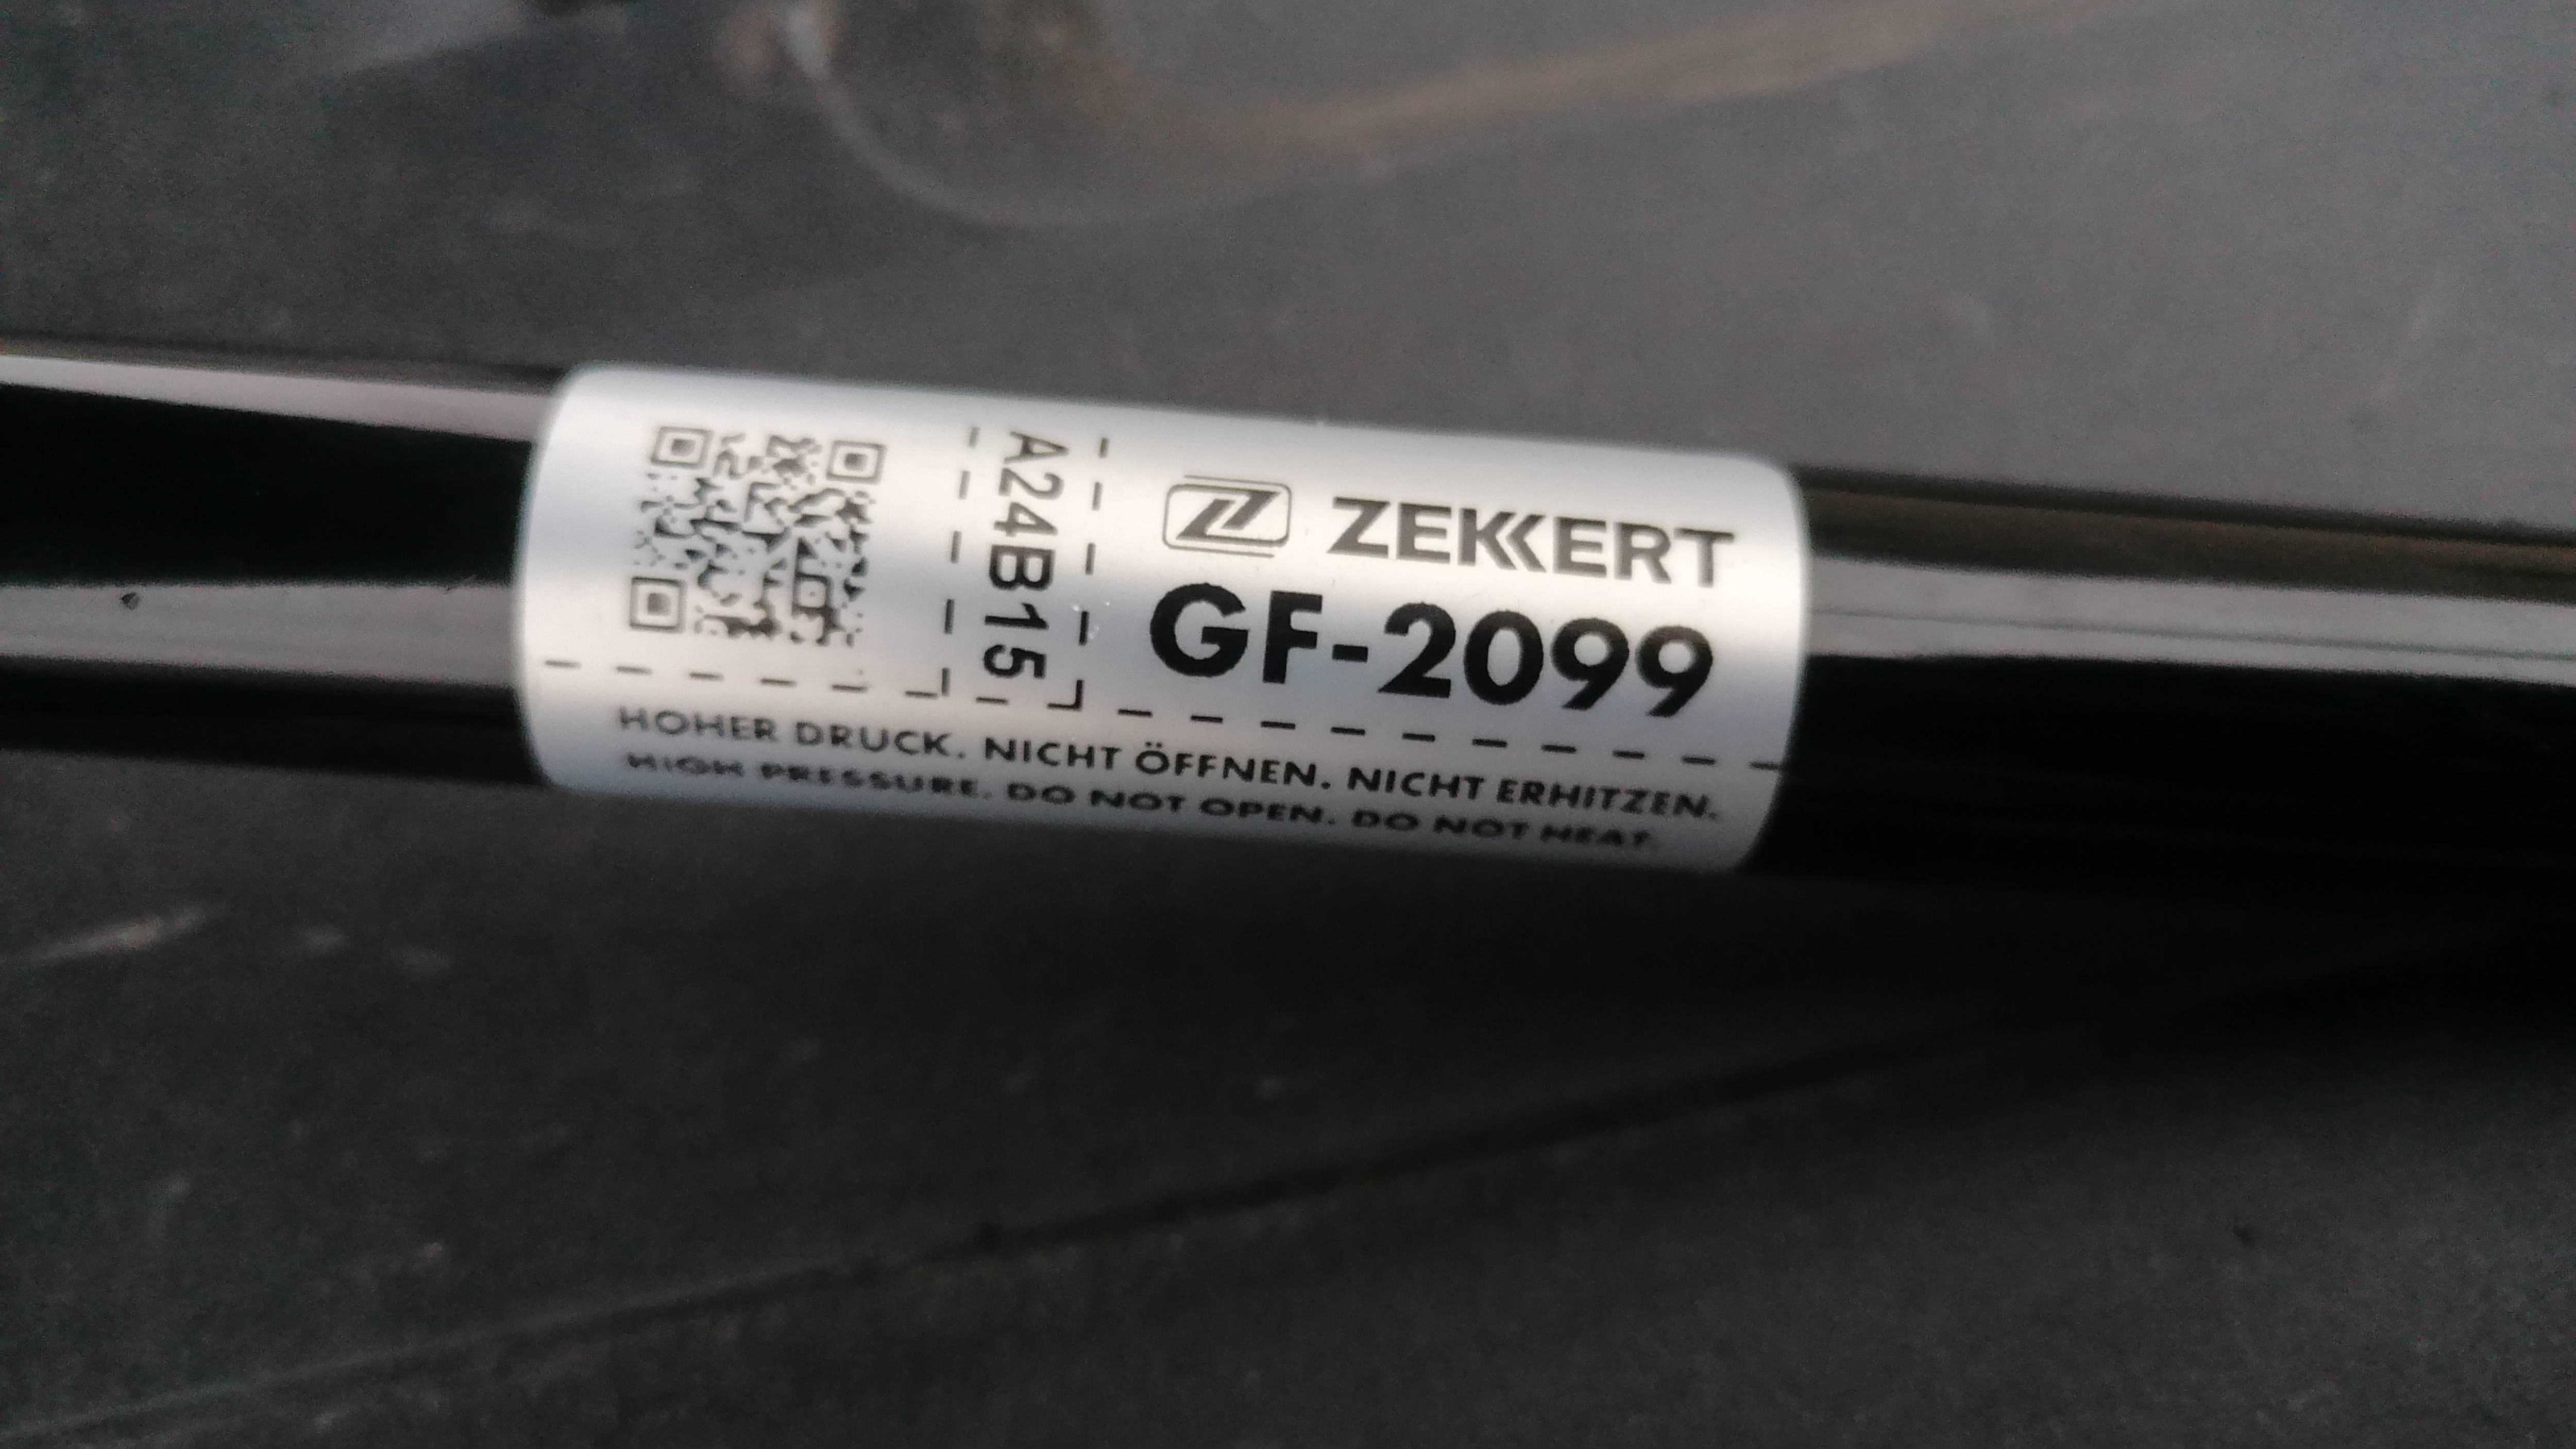 ZEKKERT
GF-2099
A24B15
HOHER DRUCK. NICHT ÖFFNEN. NICHT ERHITZEN.
HIGH PRESSURE. DO NOT OPEN. DO NOT HEAT.